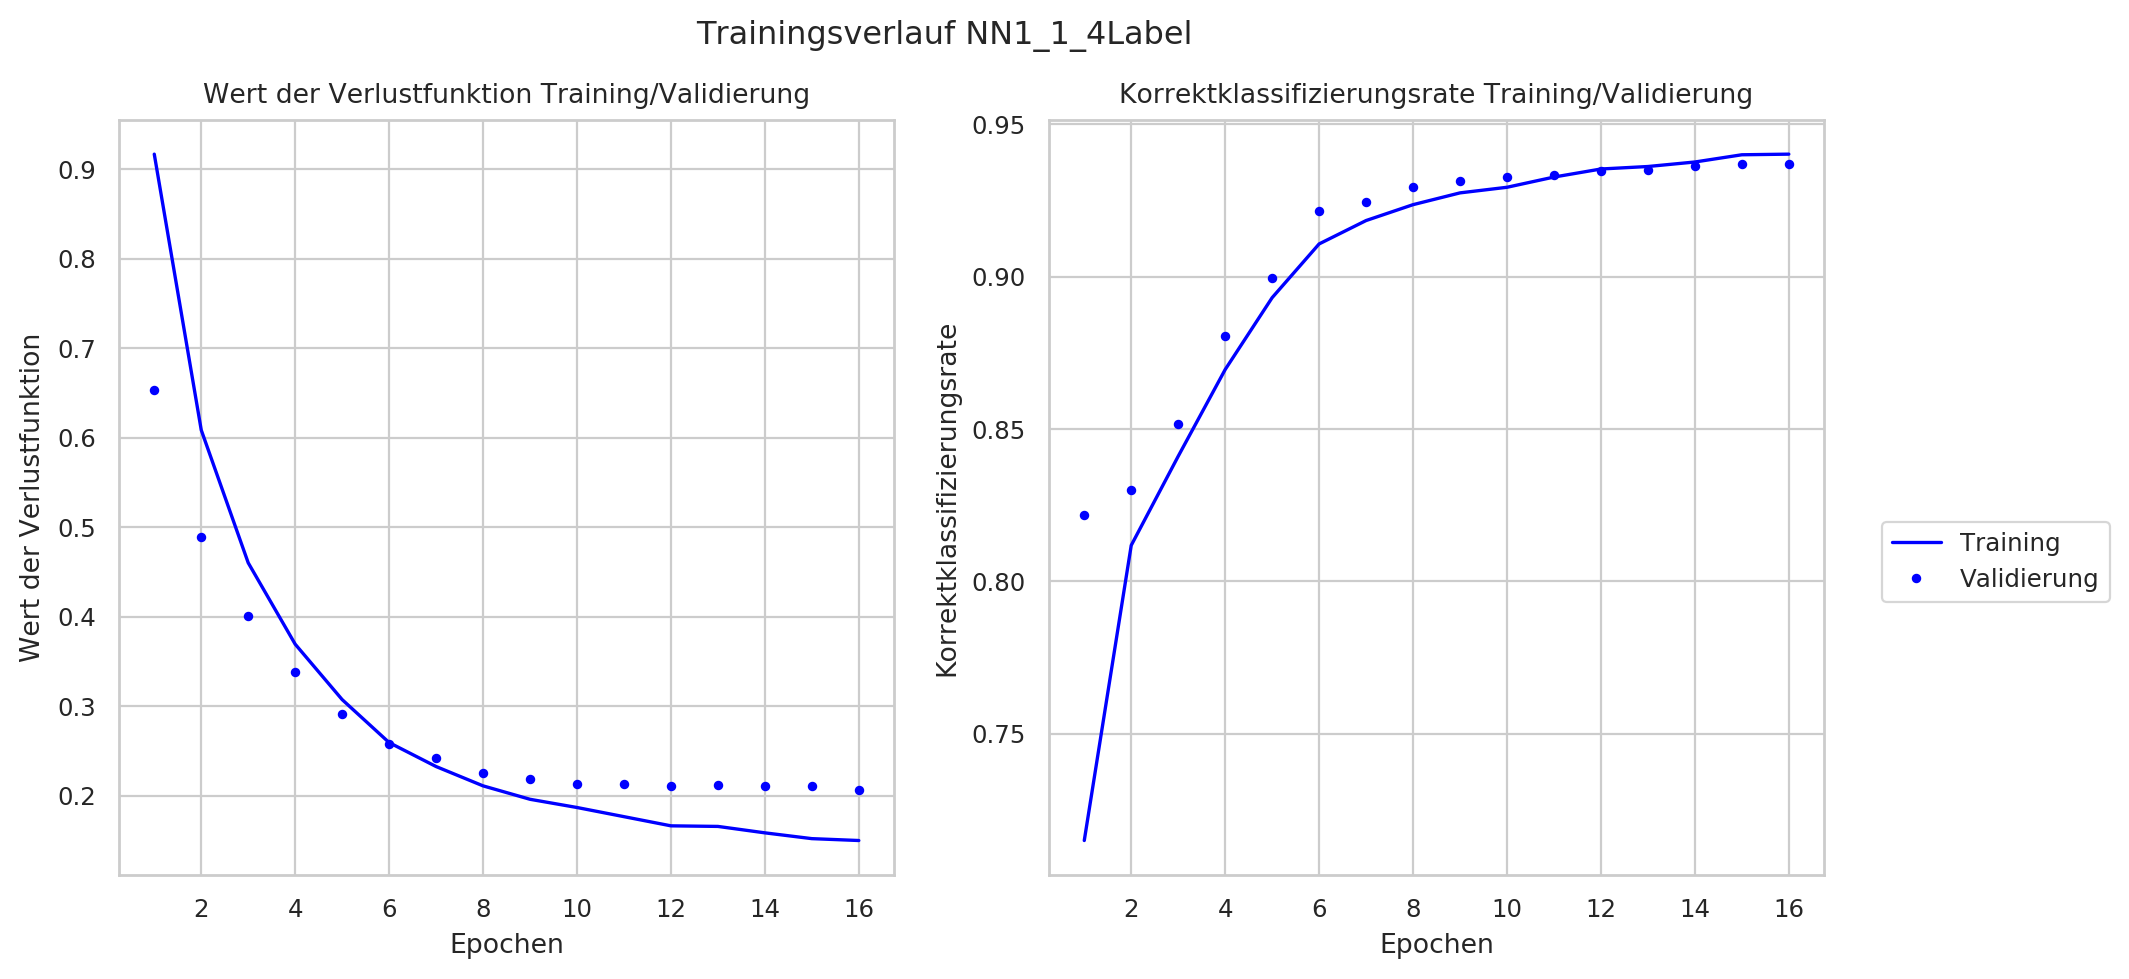 Trainingsverlauf NN1_1_4Label
Wert der Verlustfunktion Training/Validierung
0.9
0.8
0.7
0.6
0.5
0.4
0.3
0.2
Wert der Verlustfunktion
2 4 6 8 10 12 14 16
Epochen
Korrektklassifizierungsrate Training/Validierung
0.95
0.90
0.85
0.80
0.75
Korrektklassifizierungsrate
2 4 6 8 10 12 14 16
Epochen
Training
Validierung